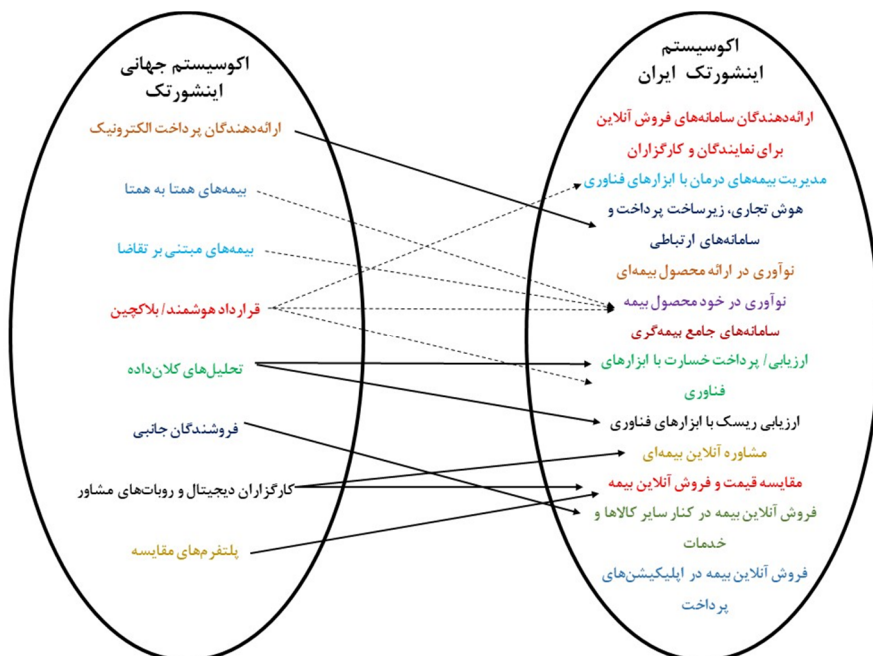 اکوسیستم
اینشورتک ایران
ارائه‌دهندگان سامانه‌های فروش آنلاین
برای نمایندگان و کارگزاران
مدیریت بیمه‌های درمان با ابزارهای فناوری
هوش تجاری، زیرساخت پرداخت و
سامانه‌های ارتباطی
نوآوری در ارائه محصول بیمه‌ای
نوآوری در خود محصول بیمه
سامانه‌های جامع بیمه‌گری
ارزیابی/ پرداخت خسارت با ابزارهای
فناوری
ارزیابی ریسک با ابزارهای فناوری
مشاوره آنلاین بیمه‌ای
مقایسه قیمت و فروش آنلاین بیمه
فروش آنلاین بیمه در کنار سایر کالاها و
خدمات
فروش آنلاین بیمه در اپلیکیشن‌های
پرداخت
اکوسیستم جهانی
اینشورتک
ارائه‌دهندگان پرداخت الکترونیک
بیمه‌های همتا به همتا
بیمه‌های مبتنی بر تقاضا
قرارداد هوشمند/ بلاکچین
تحلیل‌های کلان‌داده
فروشندگان جانبی
کارگزاران دیجیتال و روبات‌های مشاور
پلتفرم‌های مقایسه